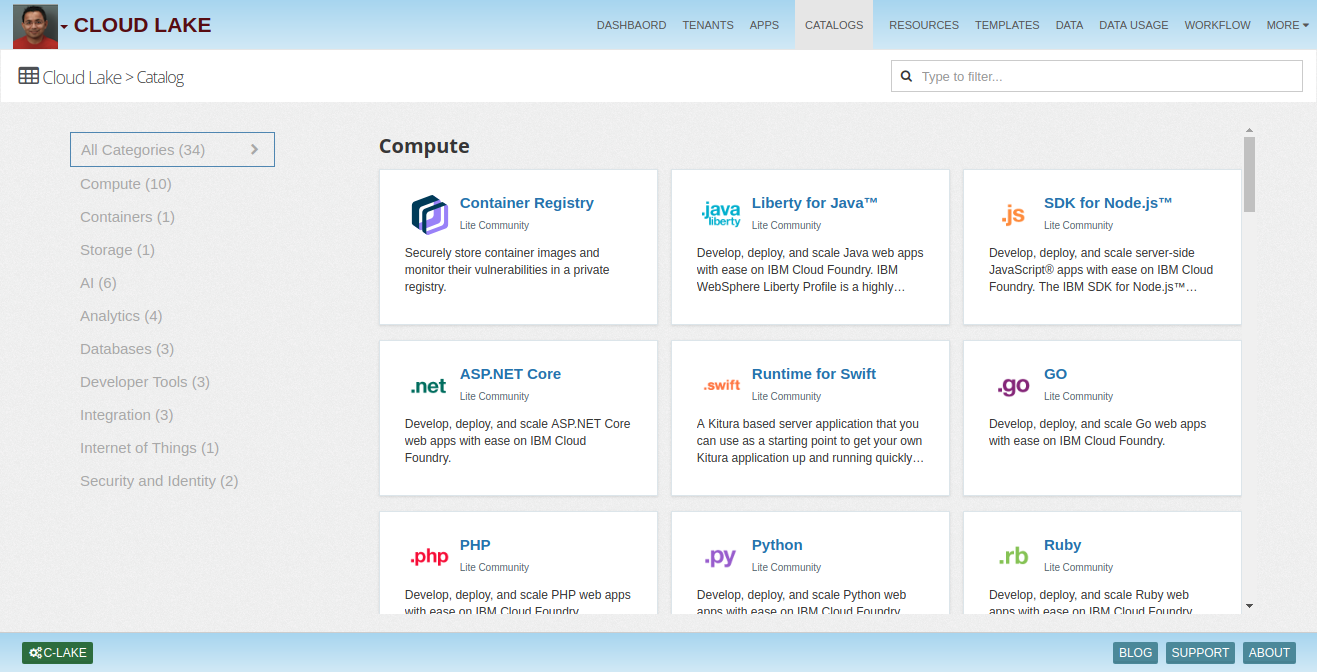 CLOUD LAKE
DASHBAORD TENANTS APPS CATALOGS RESOURCES TEMPLATES DATA DATA USAGE WORKFLOW MORE
Cloud Lake > Catalog
Type to filter...
All Categories (34)
Compute (10)
Containers (1)
Storage (1)
AI (6)
Analytics (4)
Databases (3)
Developer Tools (3)
Integration (3)
Internet of Things (1)
Security and Identity (2)
Compute
Container Registry
Lite Community
Securely store container images and
monitor their vulnerabilities in a private
registry.
.java
liberty
Liberty for Java™
Lite Community
Develop, deploy, and scale Java web apps
with ease on IBM Cloud Foundry. IBM
WebSphere Liberty Profile is a highly…
.js
SDK for Node.js™
Lite Community
Develop, deploy, and scale server-side
JavaScript® apps with ease on IBM Cloud
Foundry. The IBM SDK for Node.js™…
.net
ASP.NET Core
Lite Community
Develop, deploy, and scale ASP.NET Core
web apps with ease on IBM Cloud
Foundry.
.swift
Runtime for Swift
Lite Community
A Kitura based server application that you
can use as a starting point to get your own
Kitura application up and running quickly…
.go
GO
Lite Community
Develop, deploy, and scale Go web apps
with ease on IBM Cloud Foundry.
.php
PHP
Lite Community
Develop, deploy, and scale PHP web apps
with ease on IBM Cloud Foundry
.py
Python
Lite Community
Develop, deploy, and scale Python web
apps with ease on IBM Cloud Foundry
.rb
Ruby
Lite Community
Develop, deploy, and scale Ruby web
apps with ease on IBM Cloud Foundry
C-LAKE
BLOG SUPPORT ABOUT